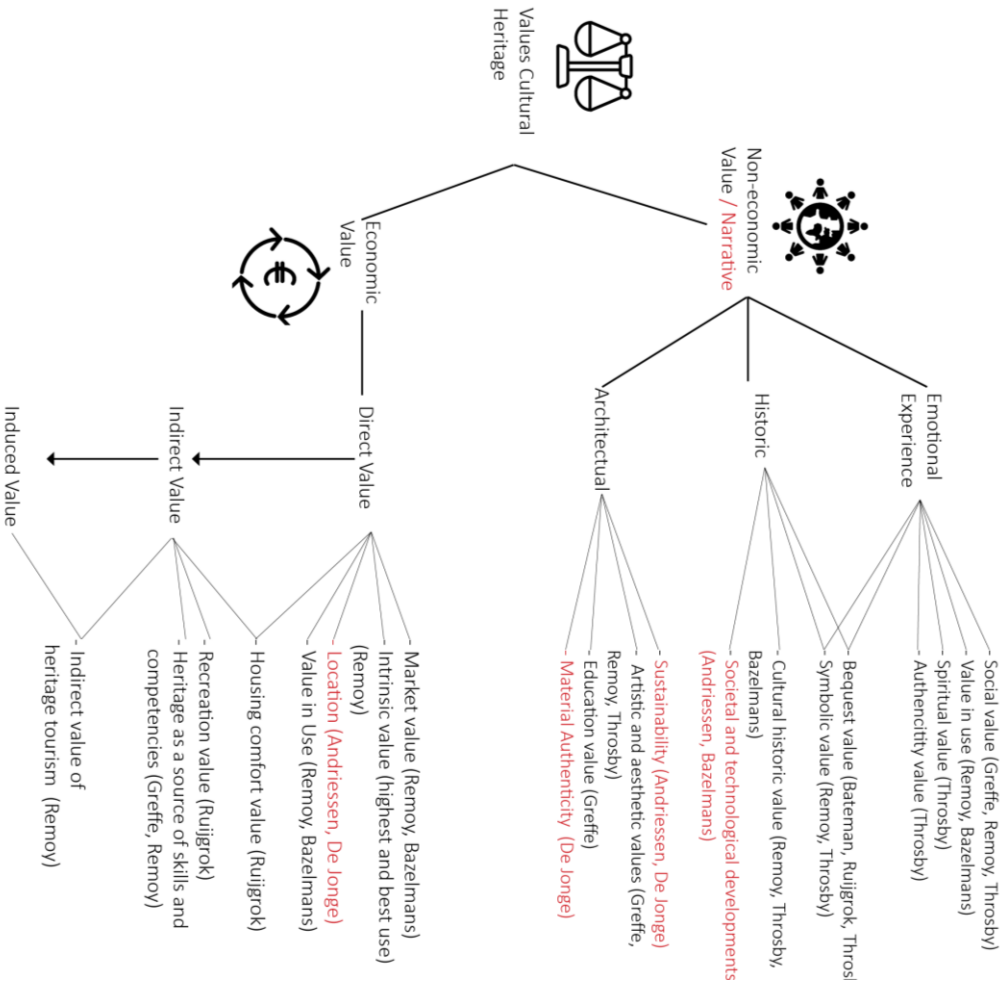 Values Cultural
Heritage
Non-economic
Value / Narrative
Economic
Value
Emotional
Experience
Historic
Architectual
Direct Value
Indirect Value
Induced Value
- Social value (Greffe, Remoy, Throsby)
- Value in use (Remoy, Bazelmans)
- Spiritual value (Throsby)
- Authencitity value (Throsby)
- Bequest value (Bateman, Ruijgrok,
- Symbolic value (Remoy, Throsby)
- Cultural historic value (Remoy, Throsby,
Bazelmans)
- Societal and technological developments
(Andriessen, Bazelmans)
- Sustainability (Andriessen, De Jonge)
- Artistic and aesthetic values (Greffe,
Remoy, Throsby)
- Education value (Greffe)
- Material Authenticity (De Jonge)
- Market value (Remoy, Bazelmans)
- Intrinsic value (highest and best use)
(Remoy)
- Location (Andriessen, De Jonge)
- Value in Use (Remoy, Bazelmans)
- Housing comfort value (Ruijgrok)
- Recreation value (Ruijgrok)
- Heritage as a source of skills and
competencies (Greffe, Remoy)
- Indirect value of
heritage tourism (Remoy)